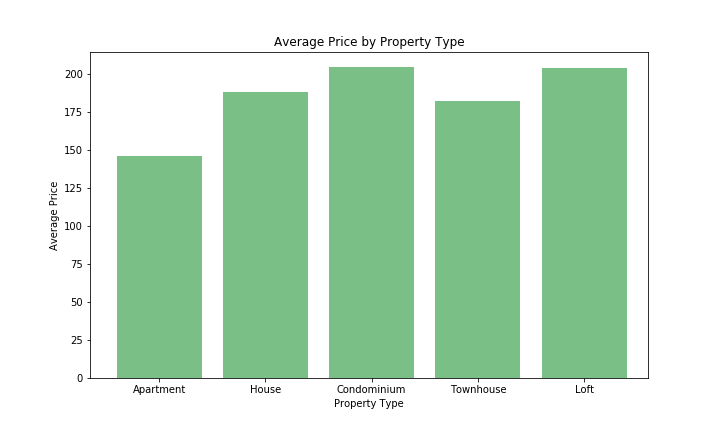 Average Price by Property Type
Average Price
200
175
150
125
100
75
50
25
0
Apartment House Condominium Townhouse Loft
Property Type